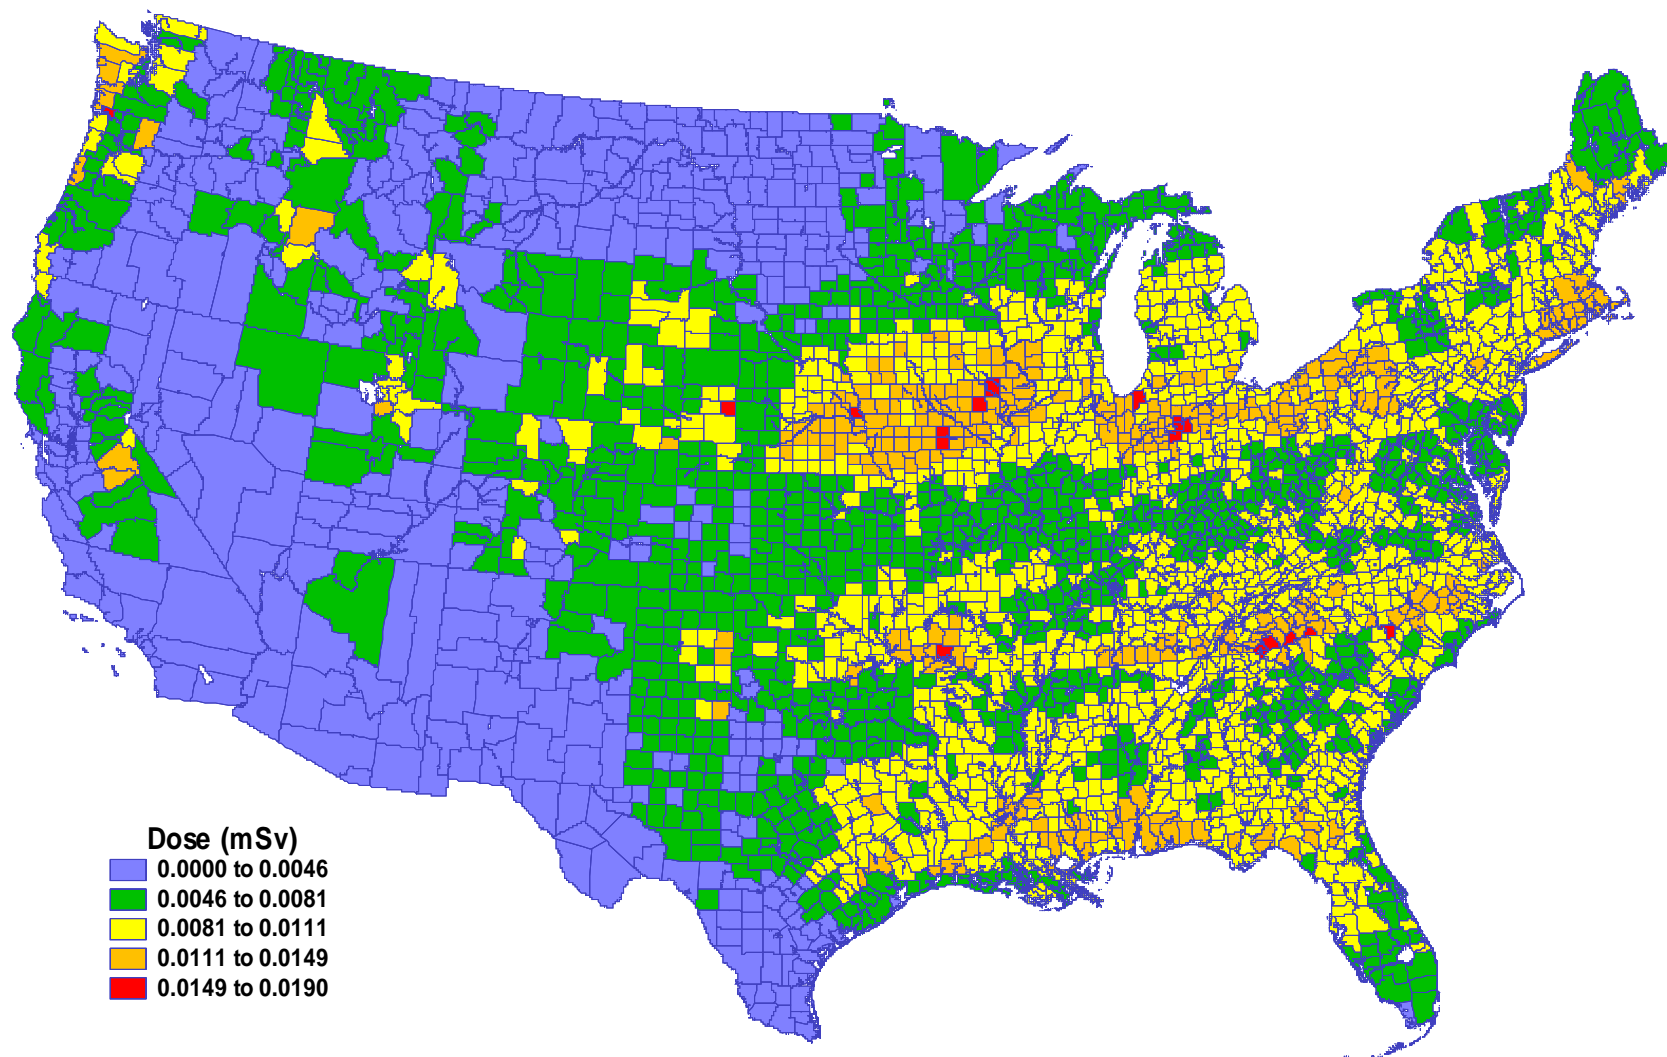 Dose (mSv)
0.0000 to 0.0046
0.0046 to 0.0081
0.0081 to 0.0111
0.0111 to 0.0149
0.0149 to 0.0190